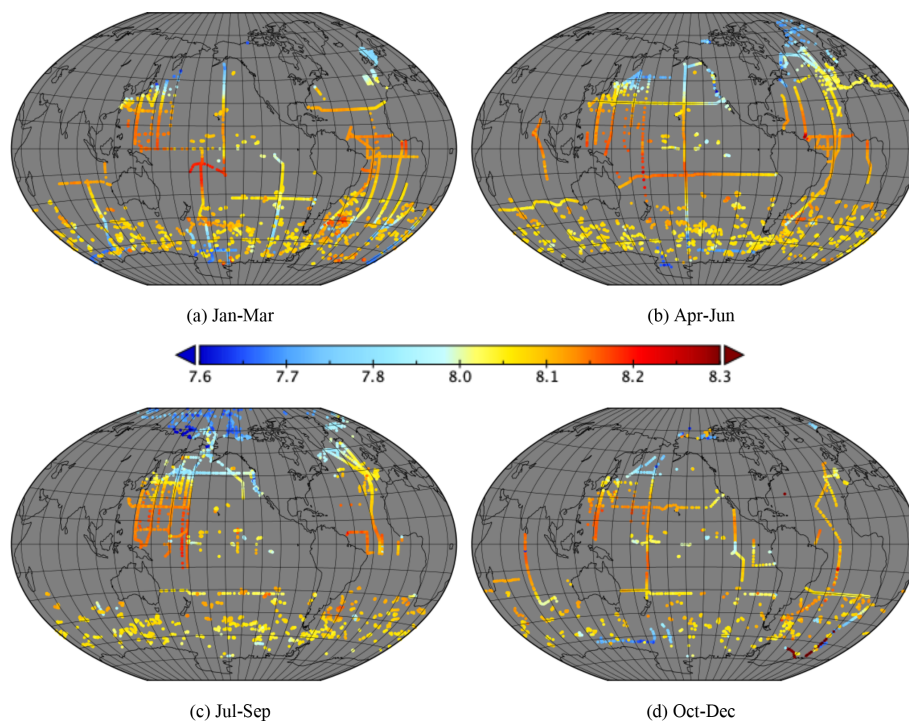 (a) Jan-Mar
(b) Apr-Jun
7.6 7.7 7.8 8.0 8.1 8.2 8.3
(c) Jul-Sep
(d) Oct-Dec